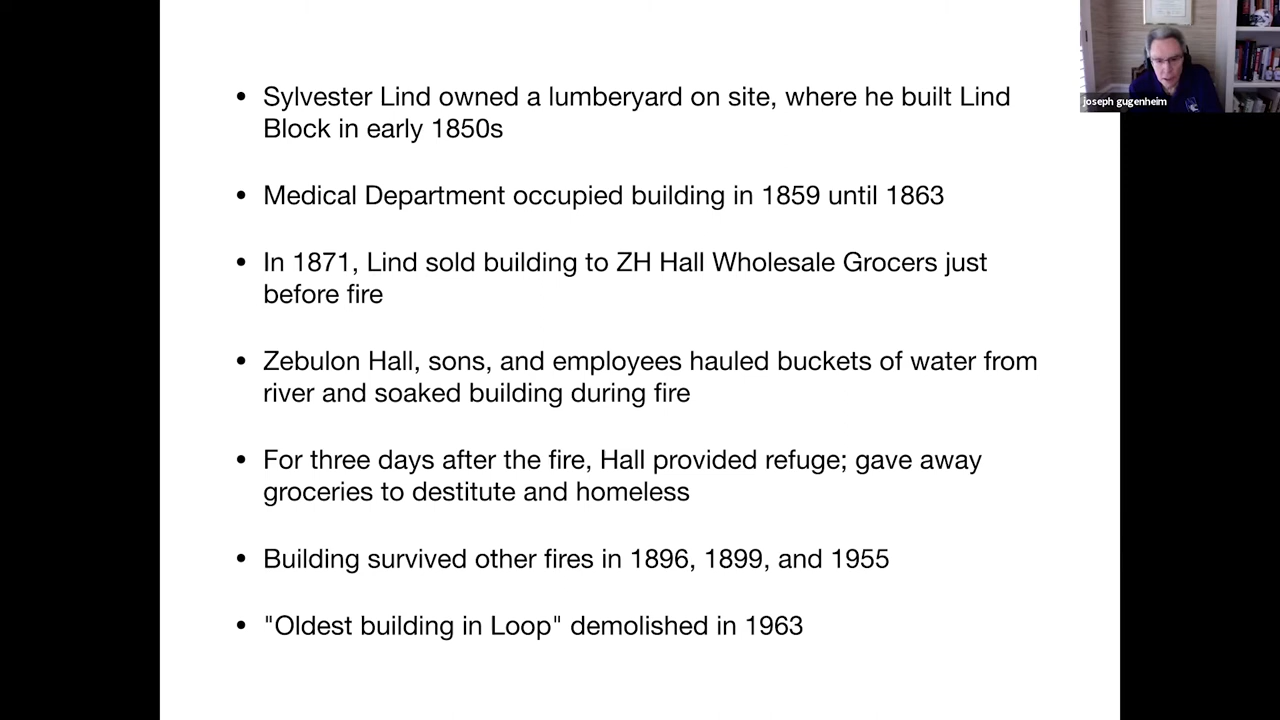 • Sylvester Lind owned a lumberyard on site, where he built Lind
Block in early 1850s
• Medical Department occupied building in 1859 until 1863
• In 1871, Lind sold building to ZH Hall Wholesale Grocers just
before fire
• Zebulon Hall, sons, and employees hauled buckets of water from
river and soaked building during fire
• For three days after the fire, Hall provided refuge; gave away
groceries to destitute and homeless
• Building survived other fires in 1896, 1899, and 1955
• "Oldest building in Loop" demolished in 1963
joseph gugenheim